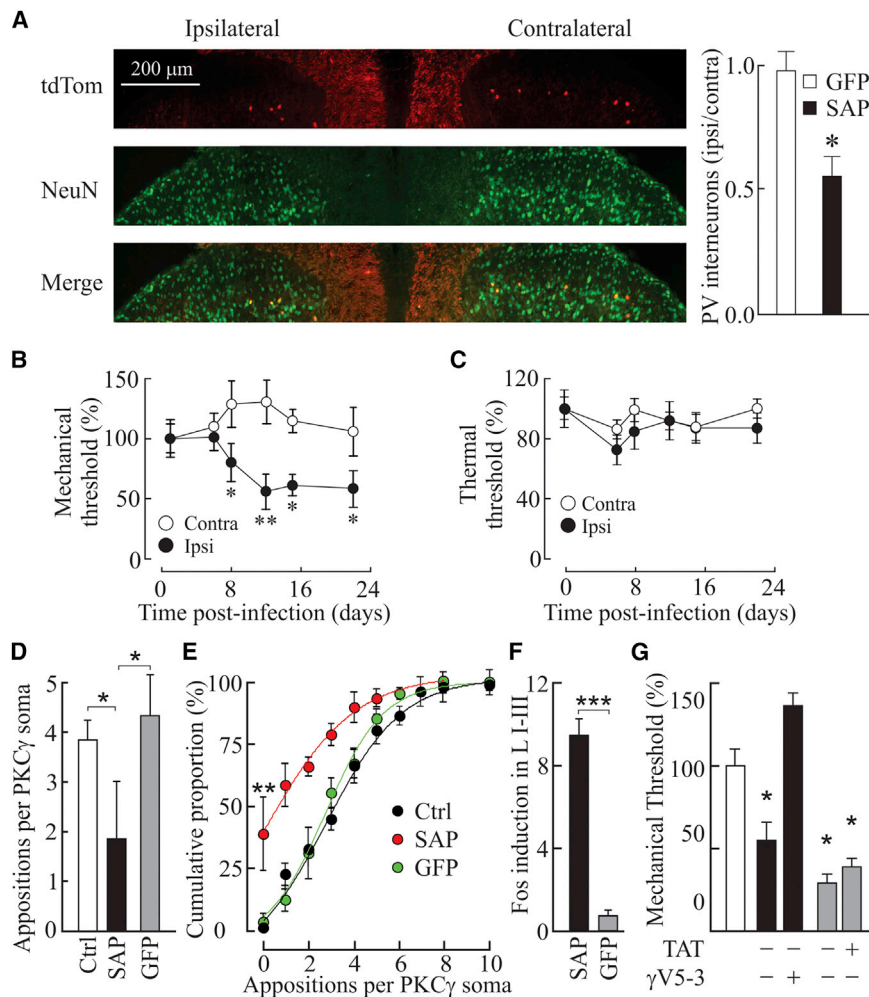 A
Ipsilateral
Contralateral
200 μm
tdTom
NeuN
Merge
PV interneurons (ipsi/contra)
1.0
0.5
0.0
GFP
SAP
*
B
Mechanical
threshold (%)
150
100
50
0
* ** * *
Contra
Ipsi
0 8 16 24
Time post-infection (days)
C
Thermal
threshold (%)
120
80
40
0
Contra
Ipsi
0 8 16 24
Time post-infection (days)
D
Appositions per PKCγ soma
5
4
3
2
1
0
* *
Ctrl SAP GFP
E
Cumulative proportion (%)
100
75
50
25
0
**
Ctrl
SAP
GFP
0 2 4 6 8 10
Appositions per PKCγ soma
F
Fos induction in L I-III
12
8
4
0
***
SAP GFP
G
Mechanical Threshold (%)
100
50
0
* * *
TAT – – – +
γV5-3 – + – –